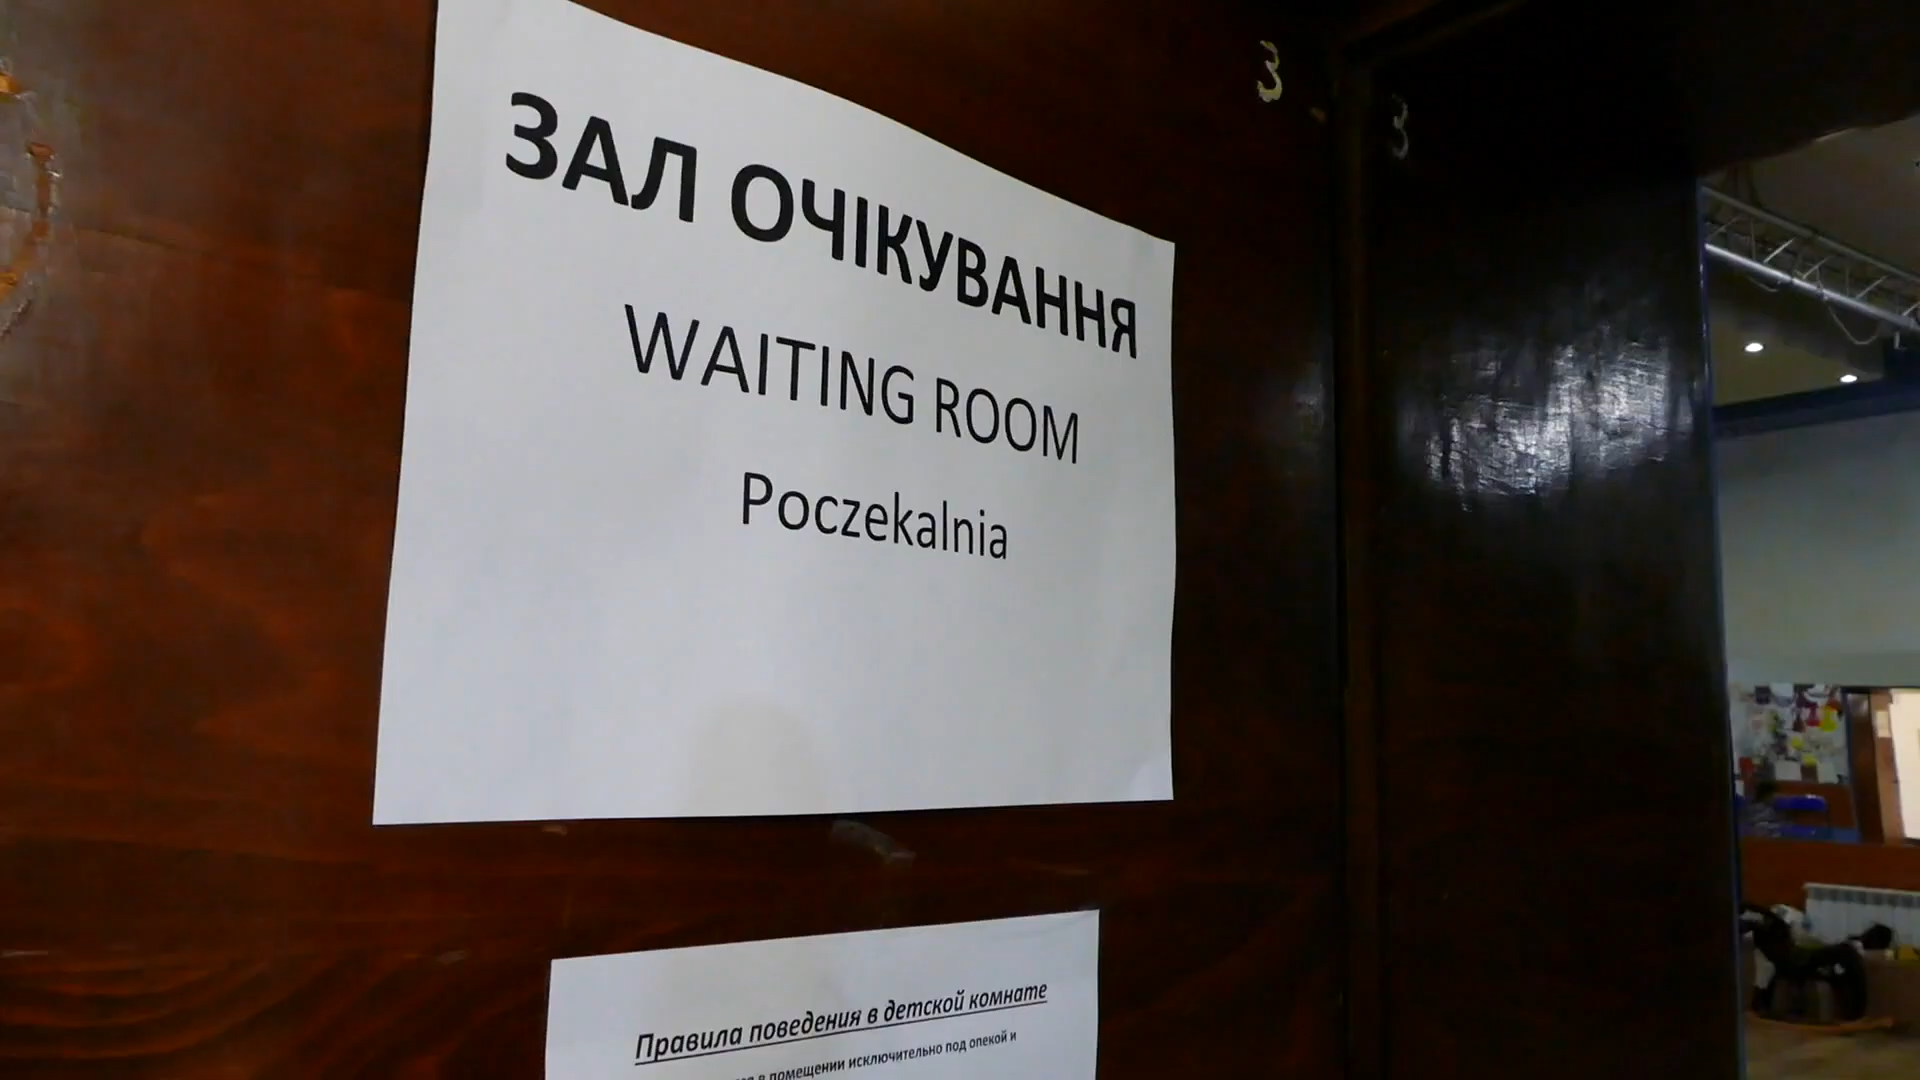 3
3
ЗАЛ ОЧІКУВАННЯ
WAITING ROOM
Poczekalnia
Правила поведения в детской комнате
в помещении исключительно под опекой и